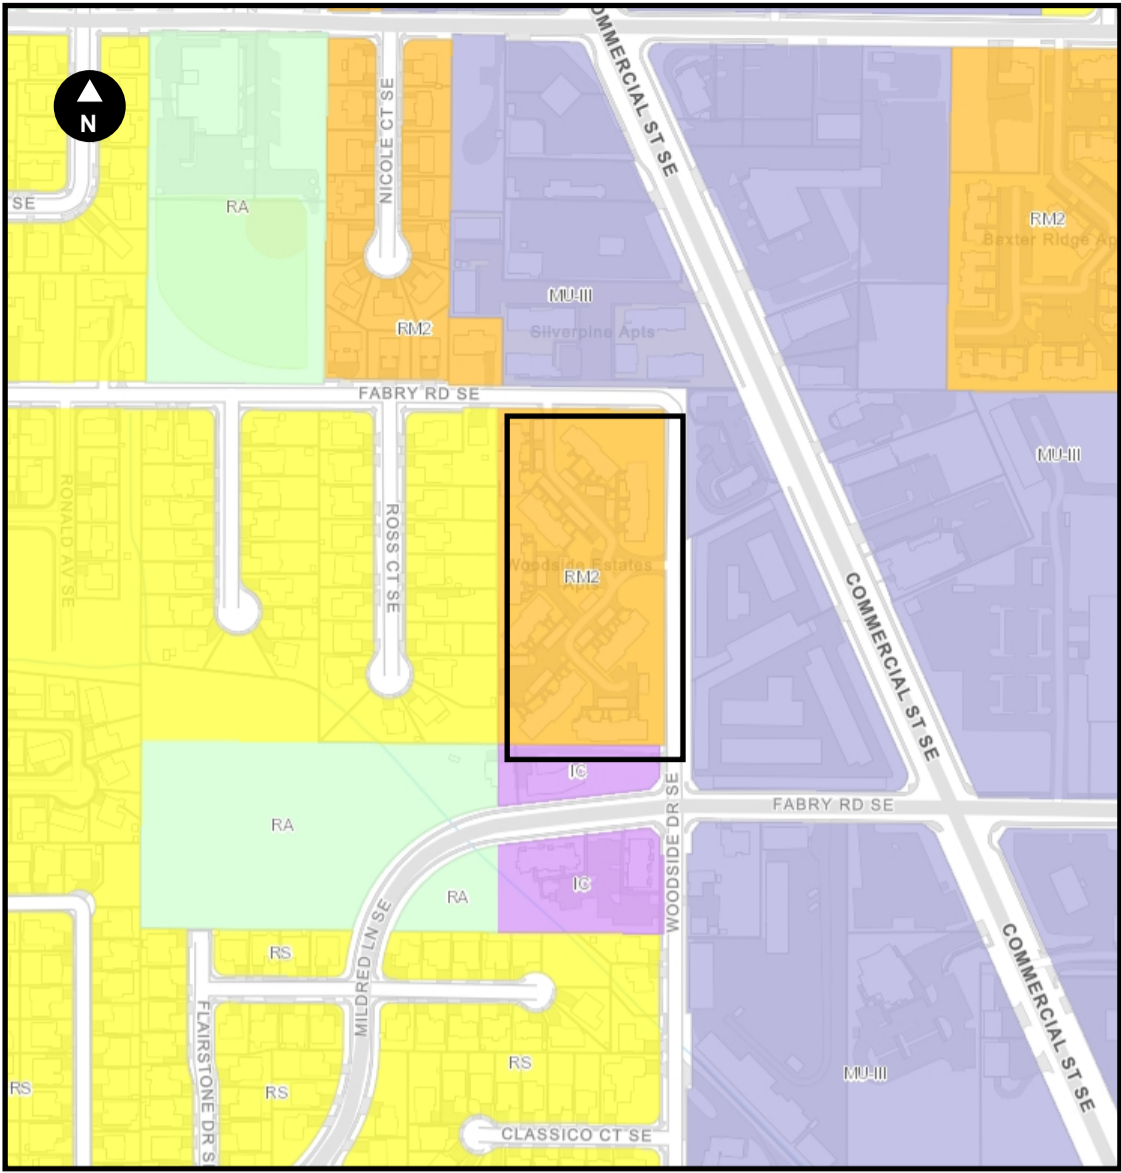 COMMERCIAL ST SE
N
NICOLE CT SE
SE
RA
RM2
Baxter Ridge Ap
MU-III
RM2
Silverpine Apts
FABRY RD SE
MU-III
RONALD AV SE
ROSS CT SE
Woodside Estates
Apts
RM2
COMMERCIAL ST SE
IC
FABRY RD SE
RA
WOODSIDE DR SE
IC
RA
MILDRED LN SE
RS
COMMERCIAL ST SE
FLAIRSTONE DR S
RS
MU-III
RS
RS
CLASSICO CT SE